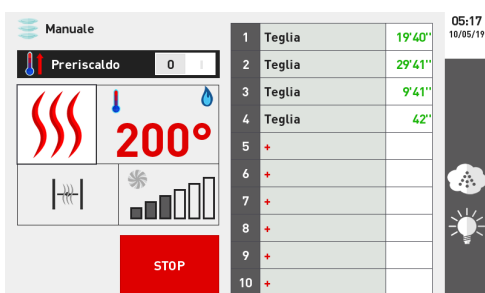 Manuale
Preriscaldo 0 I
200°
STOP
1 Teglia 19'40''
2 Teglia 29'41''
3 Teglia 9'41''
4 Teglia 42''
5 +
6 +
7 +
8 +
9 +
10 +
05:17
10/05/19